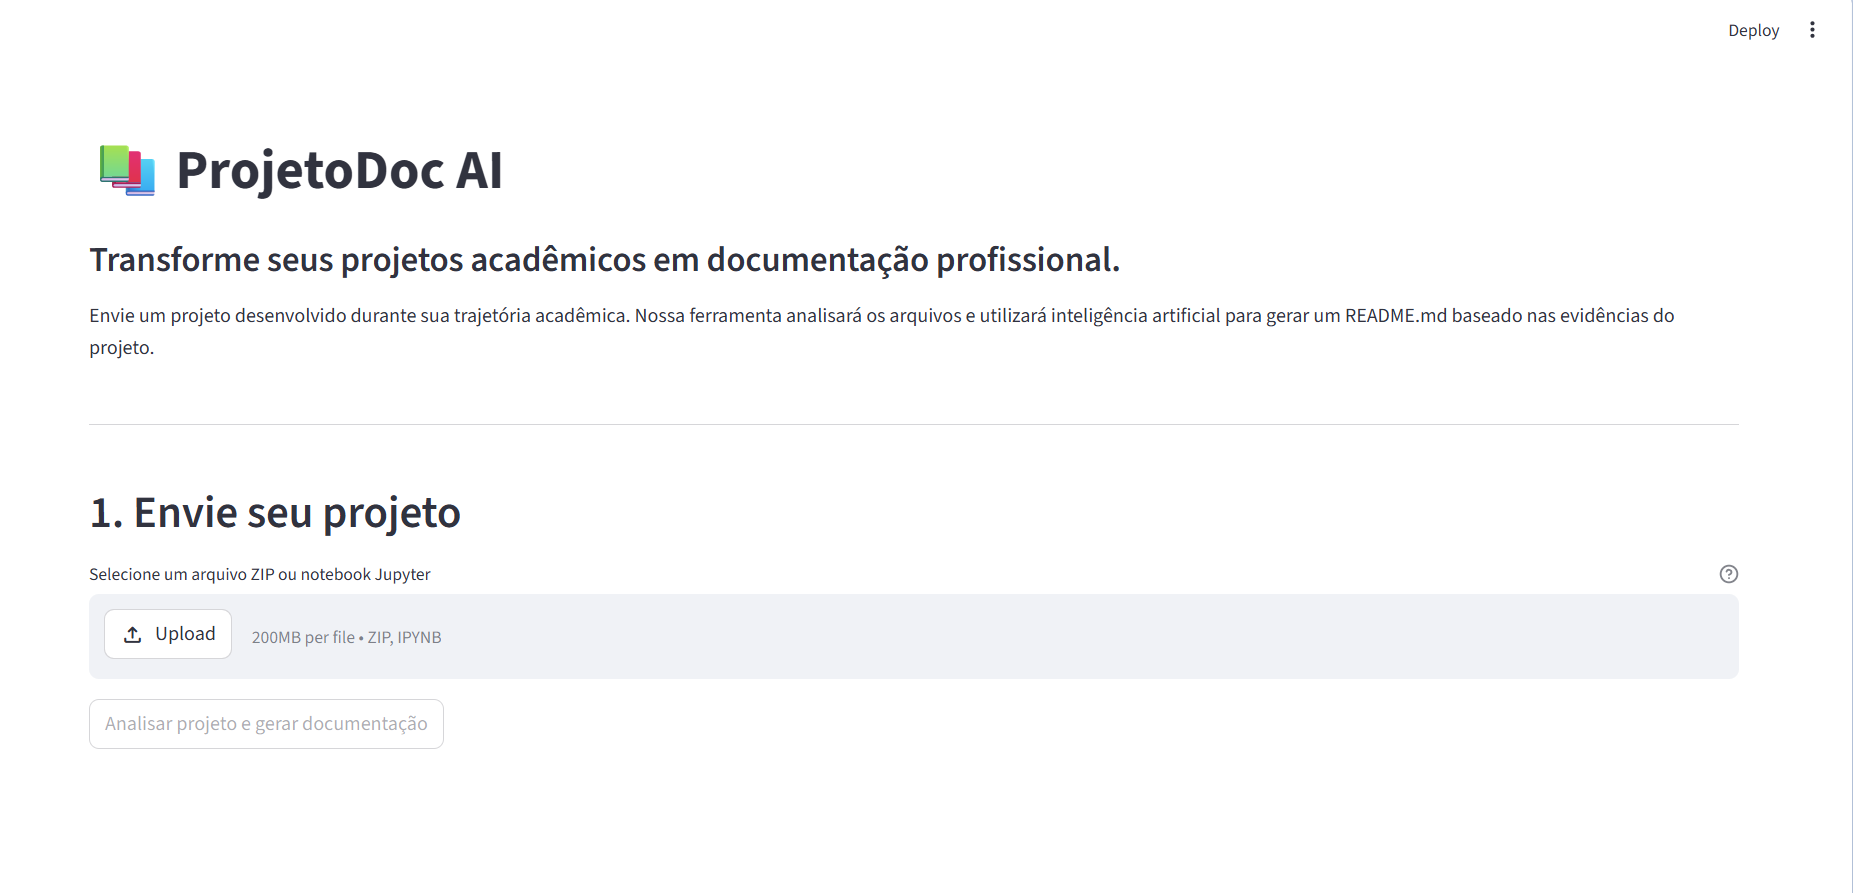 Deploy
ProjetoDoc AI
Transforme seus projetos acadêmicos em documentação profissional.
Envie um projeto desenvolvido durante sua trajetória acadêmica. Nossa ferramenta analisará os arquivos e utilizará inteligência artificial para gerar um README.md baseado nas evidências do
projeto.
1. Envie seu projeto
Selecione um arquivo ZIP ou notebook Jupyter
Upload 200MB per file • ZIP, IPYNB
Analisar projeto e gerar documentação